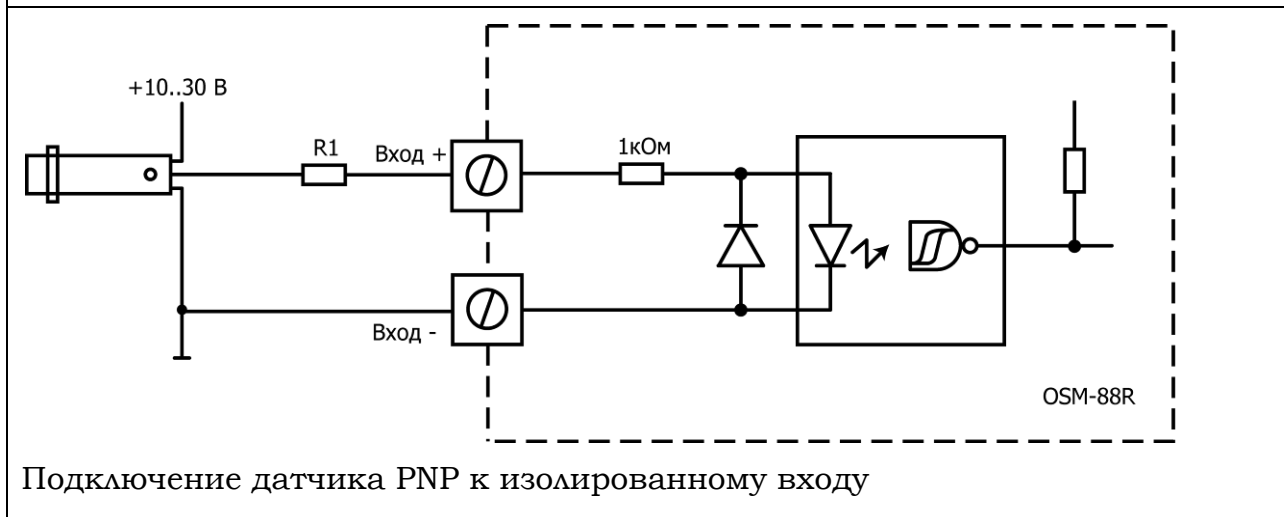 +10..30 В
R1
Вход +
1кОм
Вход -
OSM-88R
Подключение датчика PNP к изолированному входу